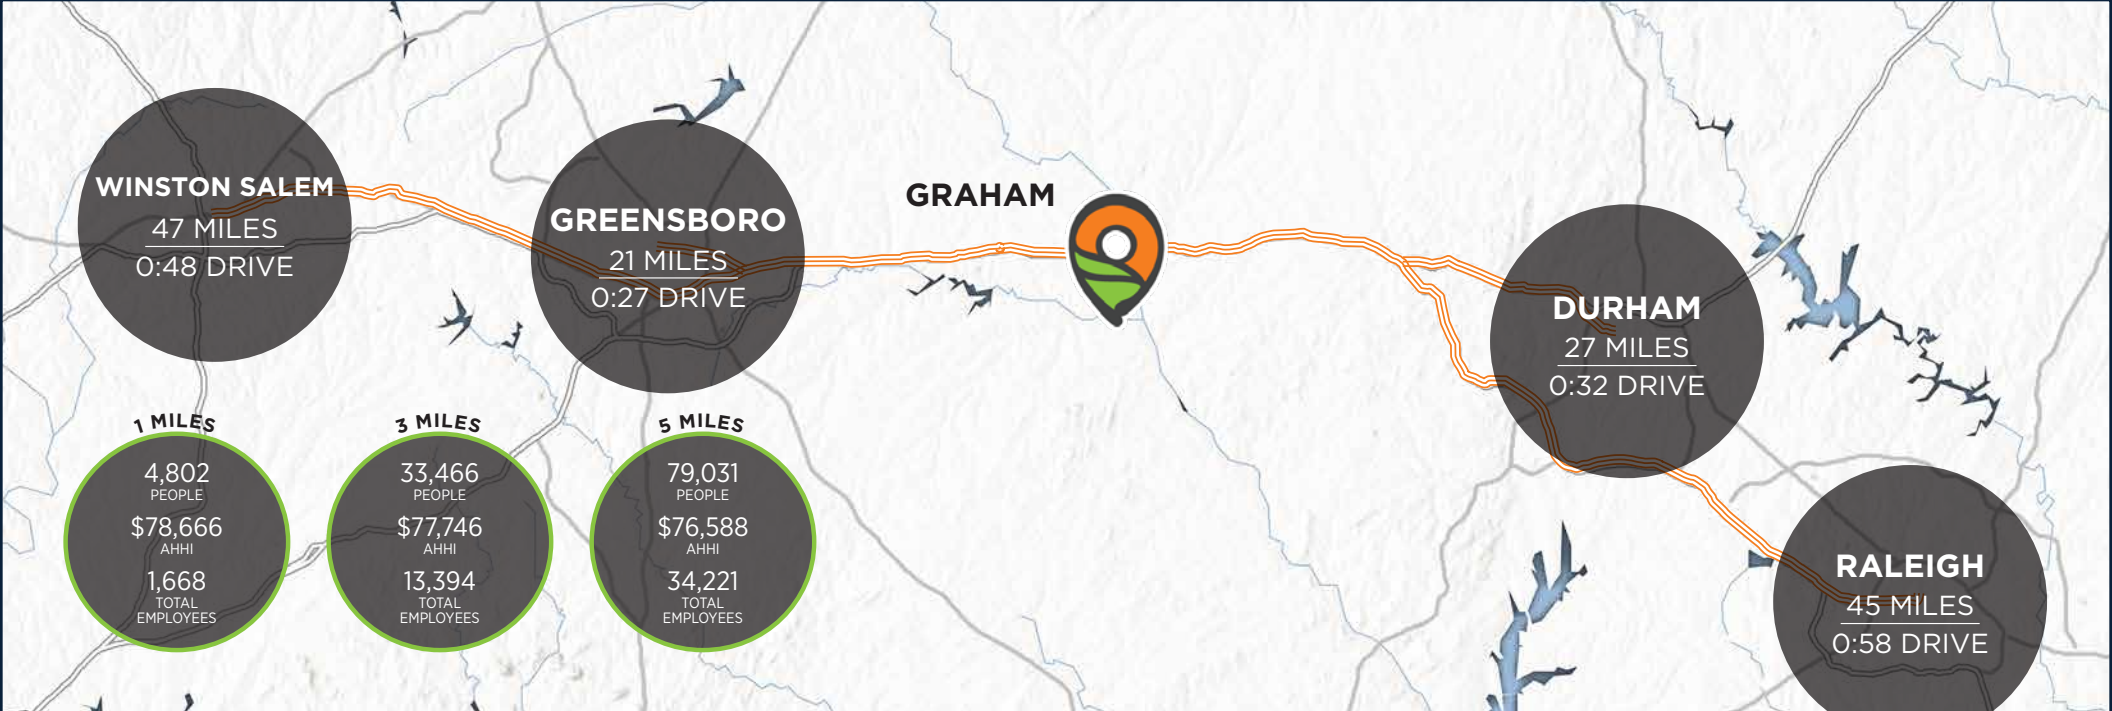 WINSTON SALEM
47 MILES
0:48 DRIVE
GREENSBORO
21 MILES
0:27 DRIVE
GRAHAM
DURHAM
27 MILES
0:32 DRIVE
RALEIGH
45 MILES
0:58 DRIVE
1 MILES
4,802
PEOPLE
$78,666
AHHI
1,668
TOTAL
EMPLOYEES
3 MILES
33,466
PEOPLE
$77,746
AHHI
13,394
TOTAL
EMPLOYEES
5 MILES
79,031
PEOPLE
$76,588
AHHI
34,221
TOTAL
EMPLOYEES